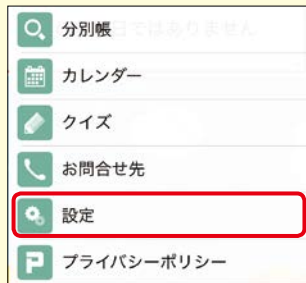 分別帳
カレンダー
クイズ
お問合せ先
設定
プライバシーポリシー